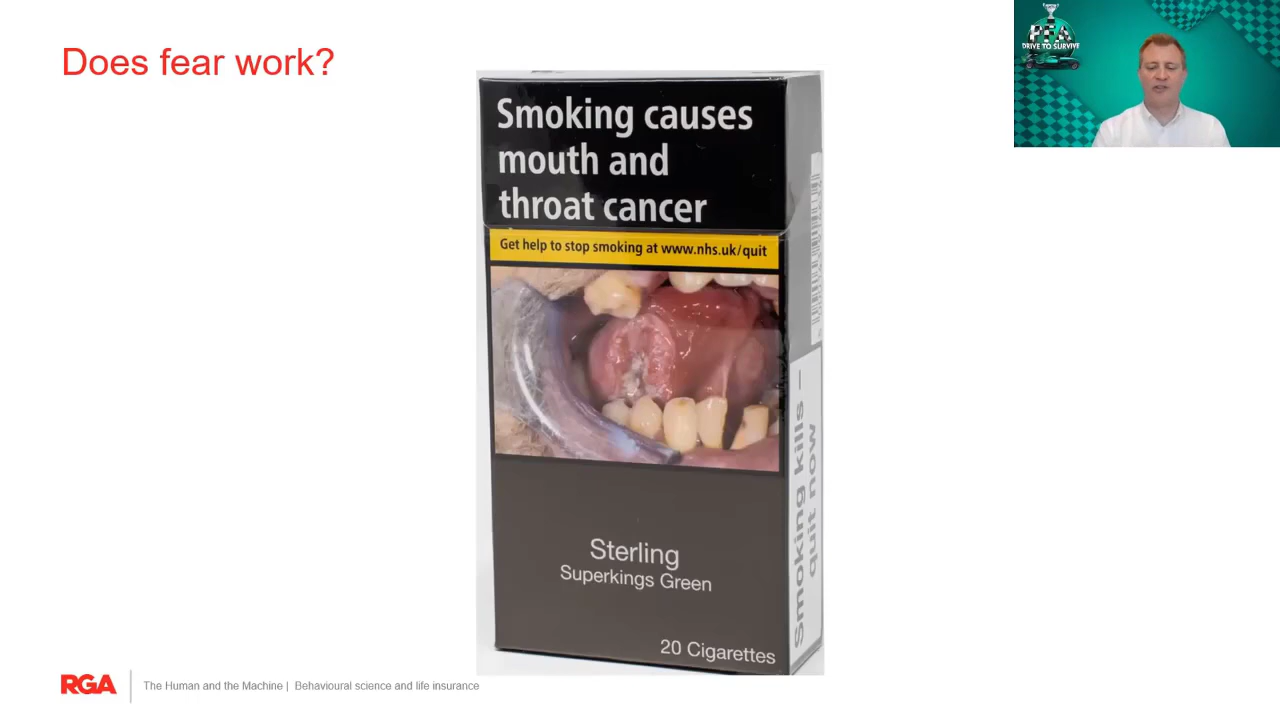 Does fear work?
PFA
DRIVE TO SURVIVE
Smoking causes
mouth and
throat cancer
Get help to stop smoking at www.nhs.uk/quit
Smoking kills –
quit now
Sterling
Superkings Green
20 Cigarettes
RGA
The Human and the Machine | Behavioural science and life insurance